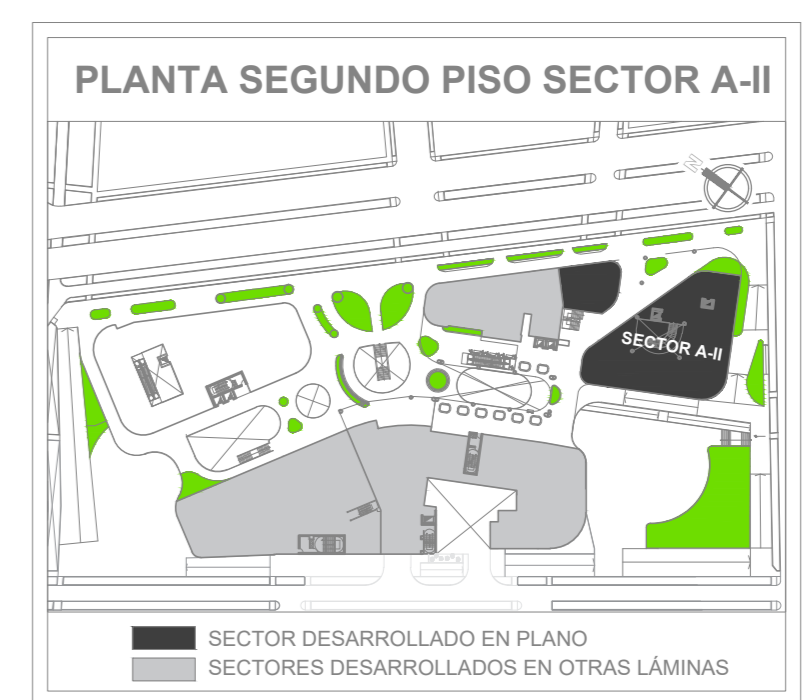 PLANTA SEGUNDO PISO SECTOR A-II
N
SECTOR A-II
SECTOR DESARROLLADO EN PLANO
SECTORES DESARROLLADOS EN OTRAS LÁMINAS